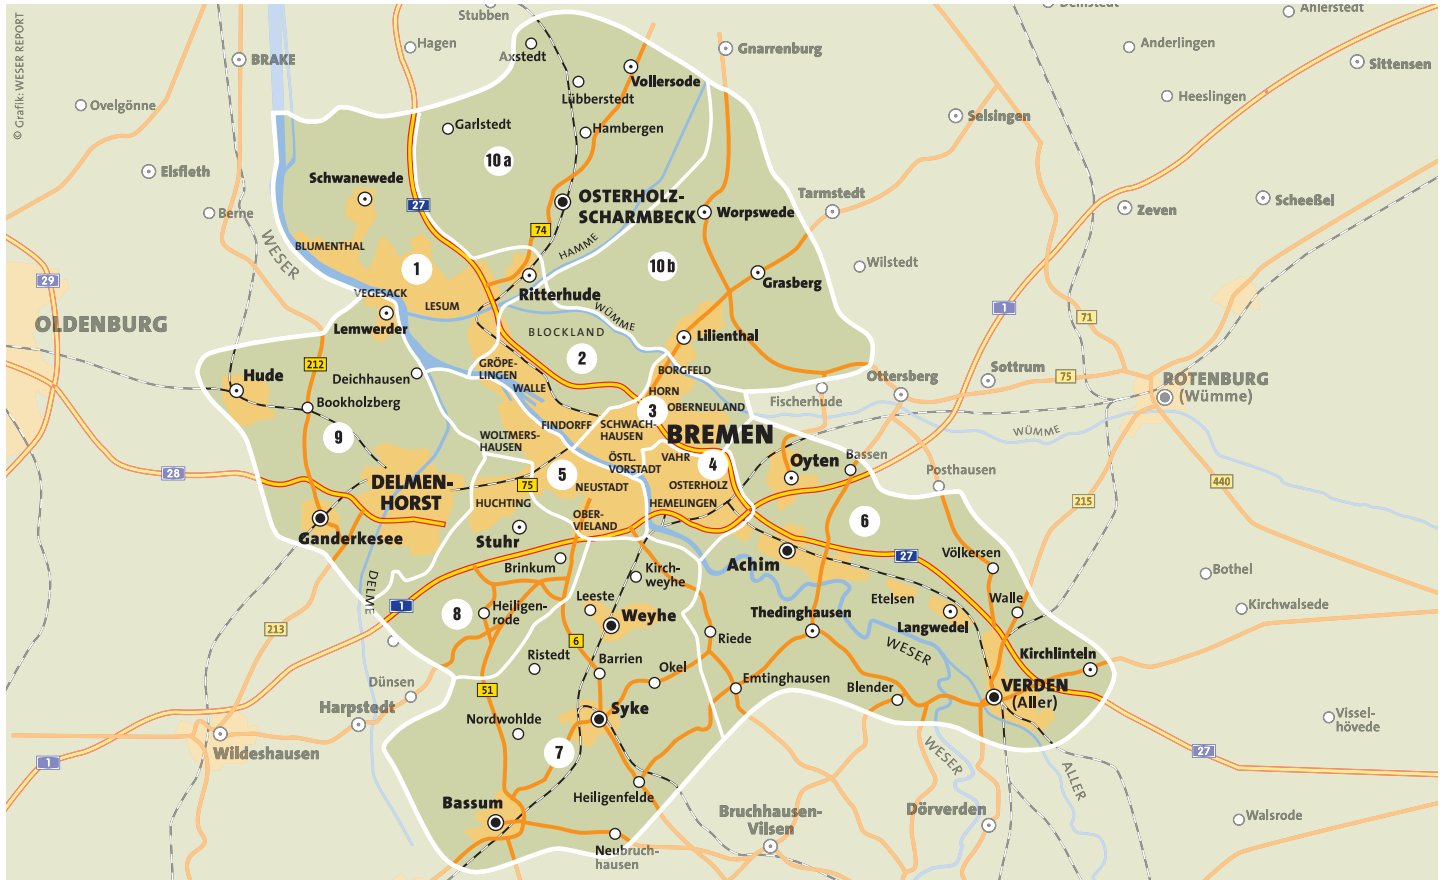 © Grafik: WESER REPORT
Stubben
Demstedt
Ahlerstedt
Hagen
Axstedt
Gnarrenburg
Anderlingen
Sittensen
BRAKE
Vollersode
Lübberstedt
Heeslingen
Ovelgönne
Garlstedt
Hambergen
Selsingen
10a
Elsfleth
Schwanewede
27
OSTERHOLZ-
SCHARMBECK
Tarmstedt
Scheeßel
Berne
Worpswede
Zeven
74
WESER
BLUMENTHAL
HAMME
1
10b
Wilstedt
29
Grasberg
VEGESACK
LESUM
Ritterhude
1
OLDENBURG
Lemwerder
WÜMME
71
BLOCKLAND
Lilienthal
2
212
GRÖPE-
LINGEN
BORGFELD
Hude
Deichhausen
WALLE
HORN
Ottersberg
Sottrum
75
ROTENBURG
(Wümme)
Bookholzberg
3
OBERNEULAND
Fischerhude
9
WOLTMERS-
HAUSEN
FINDORFF
SCHWACH-
HAUSEN
BREMEN
WÜMME
28
ÖSTL.
VORSTADT
VAHR
4
Oyten
Bassen
Posthausen
5
DELMEN-
HORST
75
NEUSTADT
OSTERHOLZ
440
HUCHTING
HEMELINGEN
215
OBER-
VIELAND
6
Ganderkesee
Stuhr
Achim
27
Völkersen
Brinkum
Kirch-
weyhe
Bothel
DELME
1
Leeste
Etelsen
Walle
Kirchwalsede
8
Heiligen-
rode
Weyhe
Thedinghausen
Langwedel
213
6
Riede
WESER
Ristedt
Barrien
Okel
Kirchlinteln
Dünsen
51
Emtinghausen
Blender
VERDEN
(Aller)
Harpstedt
Nordwohlde
Syke
Vissel-
hövede
Wildeshausen
7
WESER
27
1
ALLER
Heiligenfelde
Bassum
Bruchhausen-
Vilsen
Dörverden
Walsrode
Neubruch-
hausen